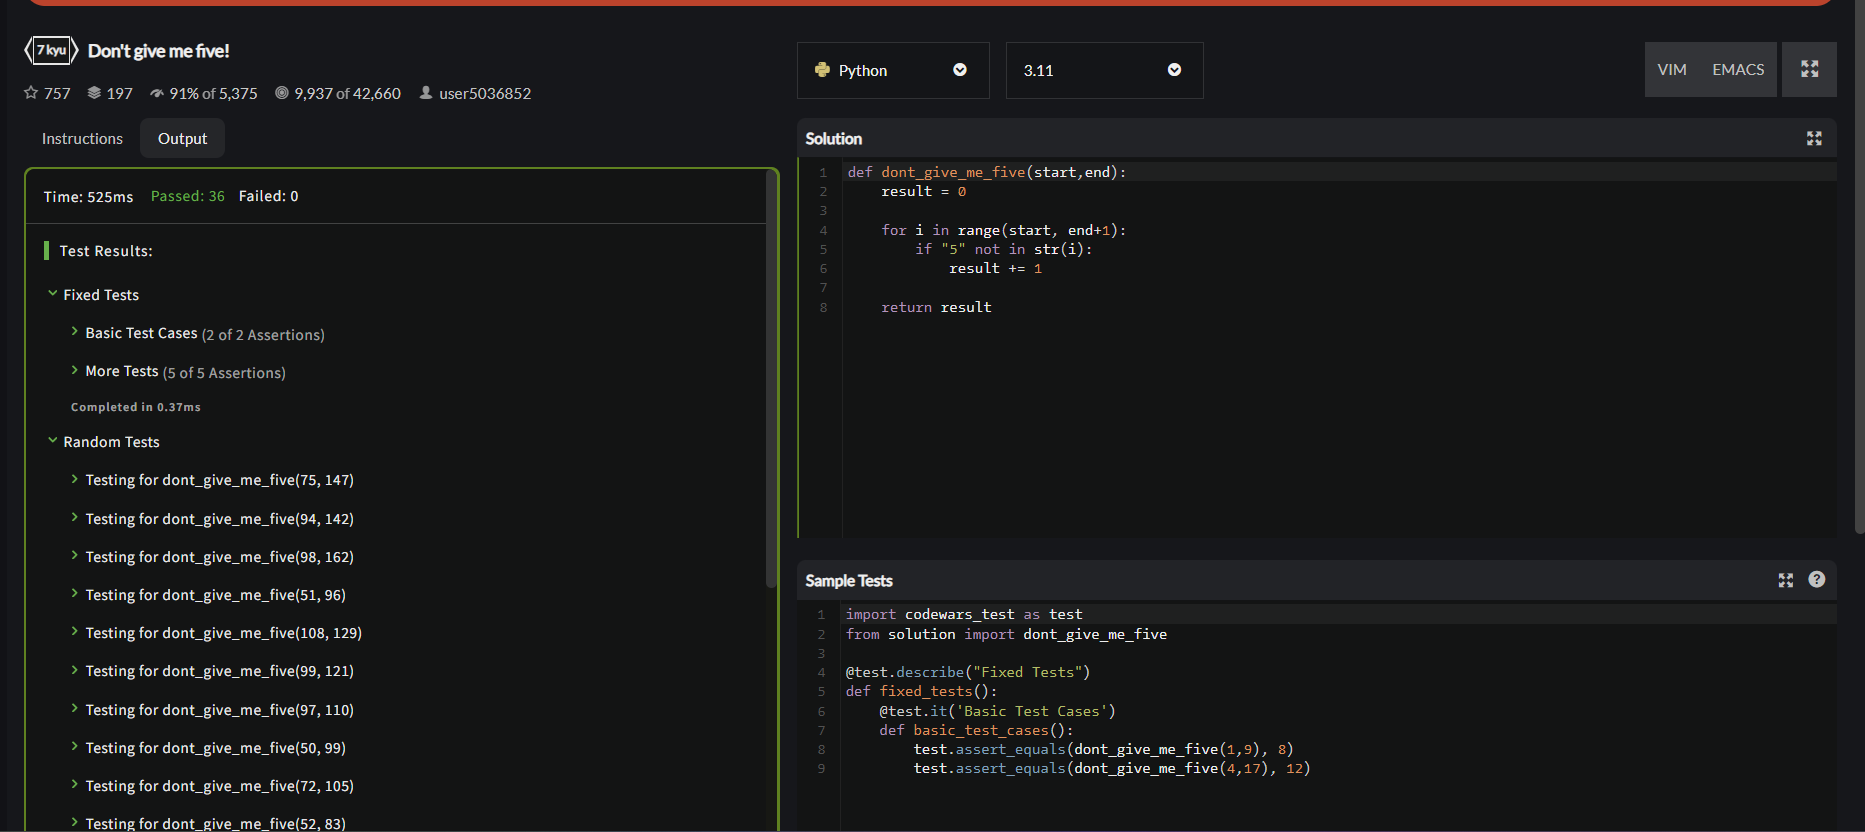 7 kyu Don't give me five!
757 197 91% of 5,375 9,937 of 42,660 user5036852
Instructions Output
Time: 525ms Passed: 36 Failed: 0
Test Results:
Fixed Tests
Basic Test Cases (2 of 2 Assertions)
More Tests (5 of 5 Assertions)
Completed in 0.37ms
Random Tests
Testing for dont_give_me_five(75, 147)
Testing for dont_give_me_five(94, 142)
Testing for dont_give_me_five(98, 162)
Testing for dont_give_me_five(51, 96)
Testing for dont_give_me_five(108, 129)
Testing for dont_give_me_five(99, 121)
Testing for dont_give_me_five(97, 110)
Testing for dont_give_me_five(50, 99)
Testing for dont_give_me_five(72, 105)
Testing for dont_give_me_five(52, 83)
Python 3.11 VIM EMACS
Solution
1 def dont_give_me_five(start,end):
2     result = 0
3
4     for i in range(start, end+1):
5         if "5" not in str(i):
6             result += 1
7
8     return result
Sample Tests ?
1 import codewars_test as test
2 from solution import dont_give_me_five
3
4 @test.describe("Fixed Tests")
5 def fixed_tests():
6     @test.it('Basic Test Cases')
7     def basic_test_cases():
8         test.assert_equals(dont_give_me_five(1,9), 8)
9         test.assert_equals(dont_give_me_five(4,17), 12)